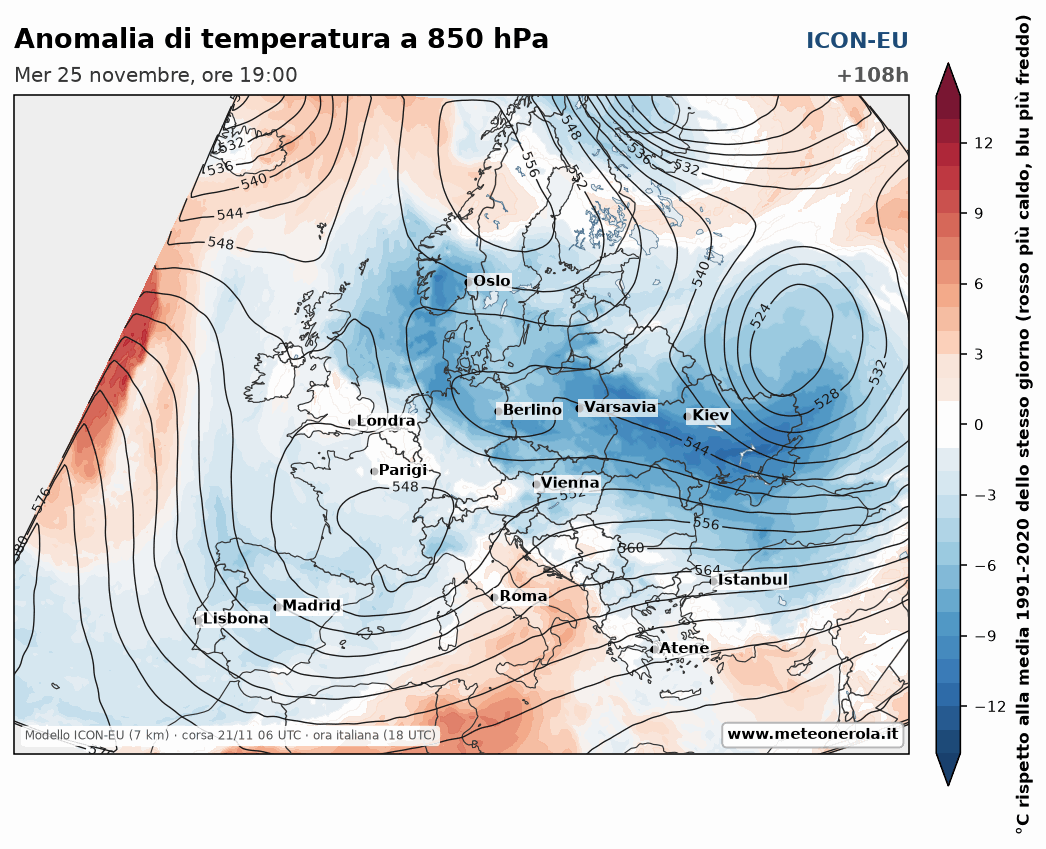 Anomalia di temperatura a 850 hPa
ICON-EU
Mer 25 novembre, ore 19:00
+108h
532
536
540
544
548
548
556
552
536
532
540
524
532
528
544
548
552
556
560
564
576
580
Oslo
Berlino
Varsavia
Kiev
Londra
Parigi
Vienna
Istanbul
Roma
Madrid
Lisbona
Atene
Modello ICON-EU (7 km) · corsa 21/11 06 UTC · ora italiana (18 UTC)
www.meteonerola.it
12
9
6
3
0
−3
−6
−9
−12
°C rispetto alla media 1991-2020 dello stesso giorno (rosso più caldo, blu più freddo)